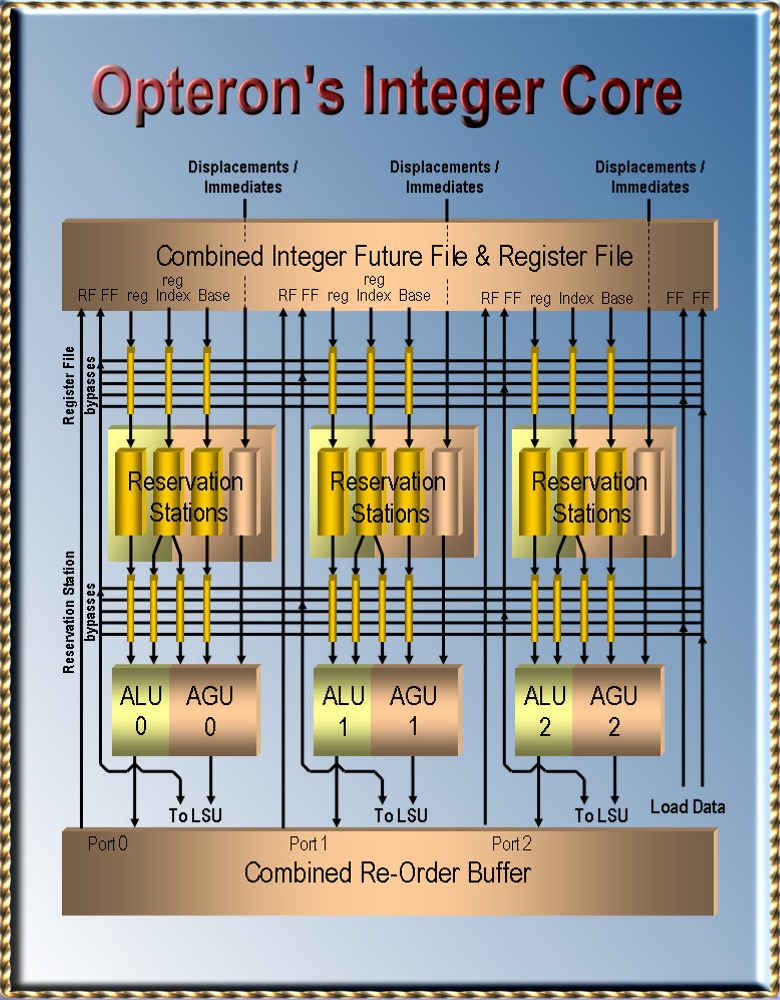 Opteron's Integer Core
Displacements / Displacements / Displacements /
Immediates Immediates Immediates
Combined Integer Future File & Register File
reg reg
RF FF reg Index Base RF FF reg Index Base RF FF reg Index Base FF FF
Register File
bypasses
Reservation Reservation Reservation
Stations Stations Stations
Reservation Station
bypasses
ALU AGU ALU AGU ALU AGU
0 0 1 1 2 2
To LSU To LSU To LSU Load Data
Port 0 Port 1 Port 2
Combined Re-Order Buffer